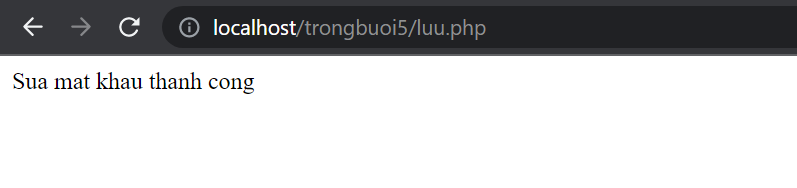 localhost/trongbuoi5/luu.php
Sua mat khau thanh cong